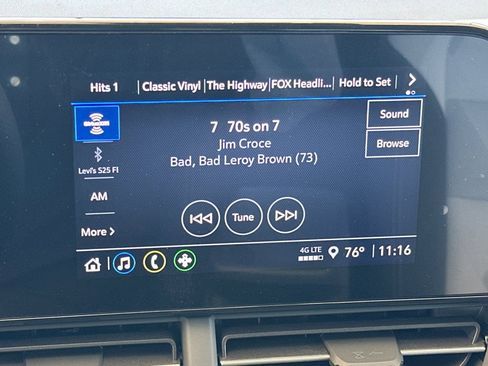 Hits 1 Classic Vinyl The Highway FOX Headli... Hold to Set
7 70s on 7
Jim Croce
Bad, Bad Leroy Brown (73)
Sound
Browse
Levi's S25 Fl
AM
More
Tune
4G LTE
76° 11:16